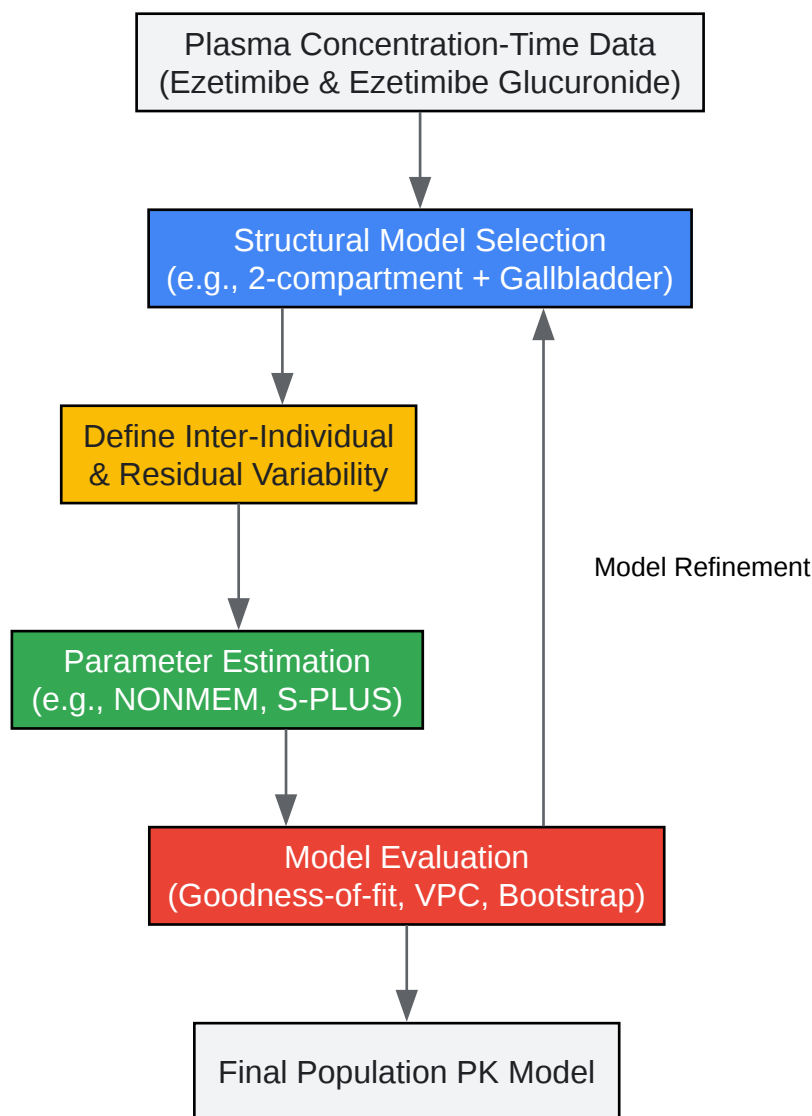 Plasma Concentration-Time Data
(Ezetimibe & Ezetimibe Glucuronide)
Structural Model Selection
(e.g., 2-compartment + Gallbladder)
Define Inter-Individual
& Residual Variability
Model Refinement
Parameter Estimation
(e.g., NONMEM, S-PLUS)
Model Evaluation
(Goodness-of-fit, VPC, Bootstrap)
Final Population PK Model